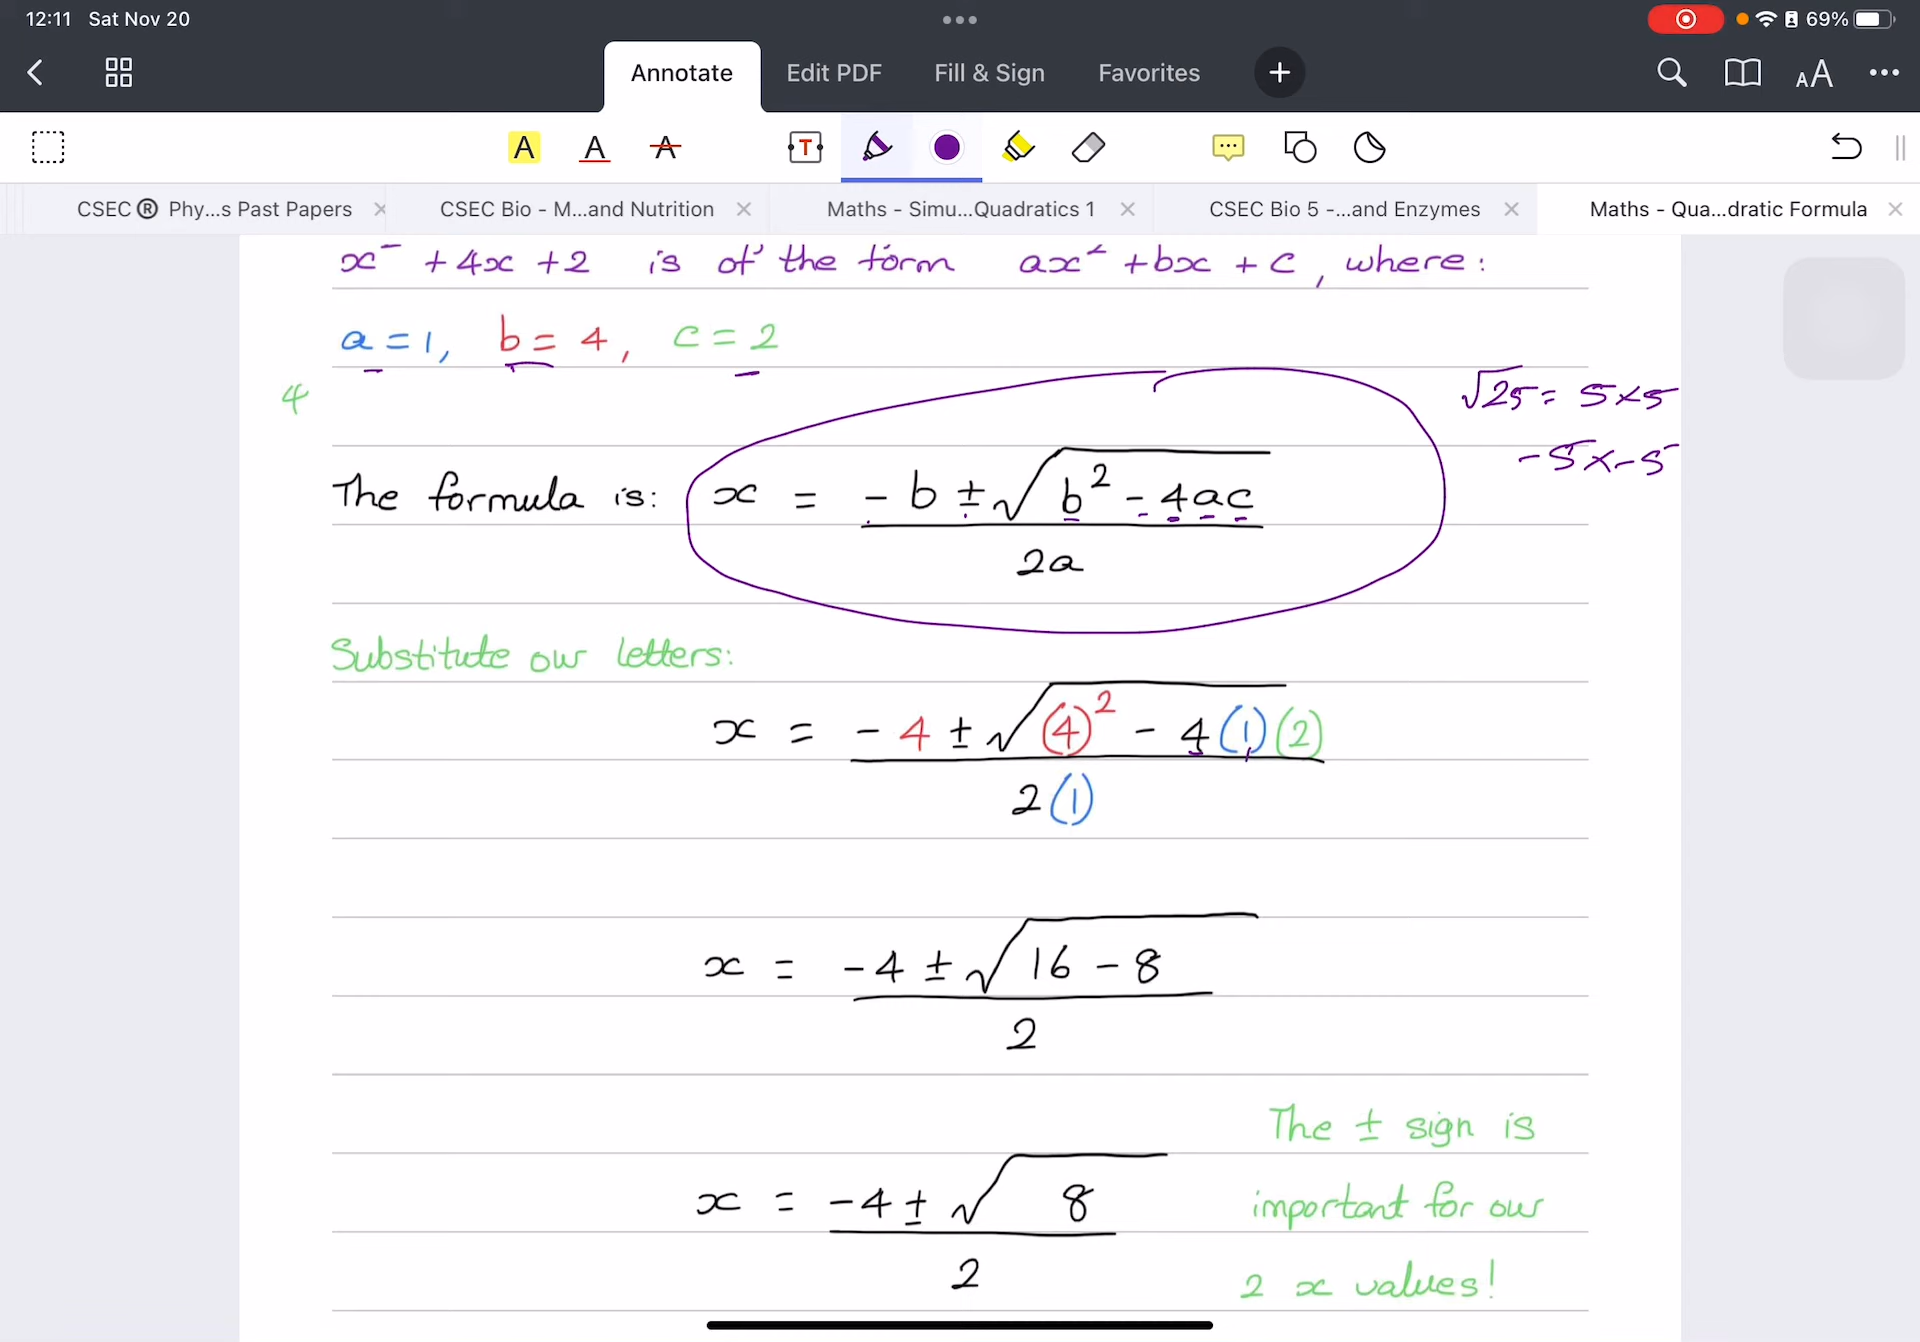 12:11 Sat Nov 20
69%
Annotate Edit PDF Fill & Sign Favorites
AA
A A A T
CSEC ® Phy...s Past Papers CSEC Bio - M...and Nutrition Maths - Simu...Quadratics 1 CSEC Bio 5 -...and Enzymes Maths - Qua...dratic Formula
x² + 4x + 2 is of the form ax² + bx + c, where:
a = 1, b = 4, c = 2
4
√25 = 5×5
-5×-5
The formula is: x = -b ± √b² - 4ac
2a
Substitute our letters:
x = -4 ± √(4)² - 4(1)(2)
2(1)
x = -4 ± √16 - 8
2
The ± sign is
x = -4 ± √8
important for our
2
2 x values!